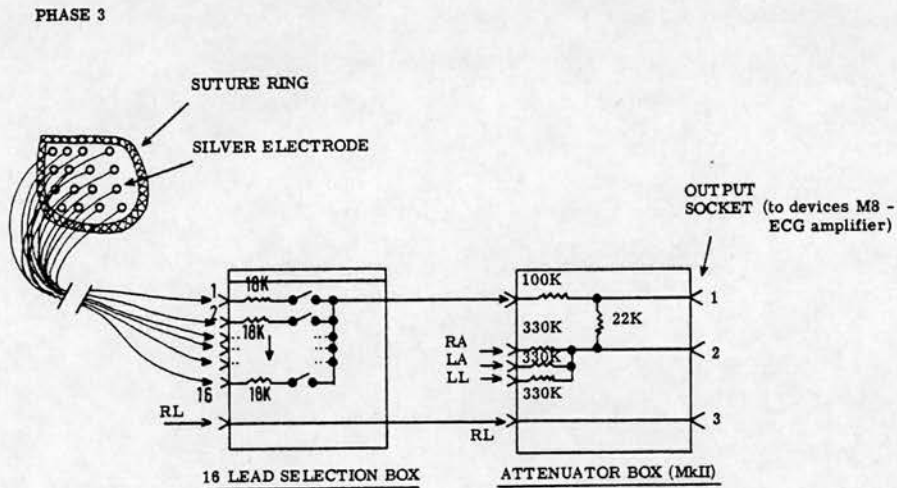 PHASE 3
SUTURE RING
SILVER ELECTRODE
OUTPUT
SOCKET (to devices M8 -
ECG amplifier)
1
18K
2
18K
16
18K
RL
100K
1
22K
330K
RA
2
LA
330K
LL
330K
RL
3
16 LEAD SELECTION BOX
ATTENUATOR BOX (MkII)